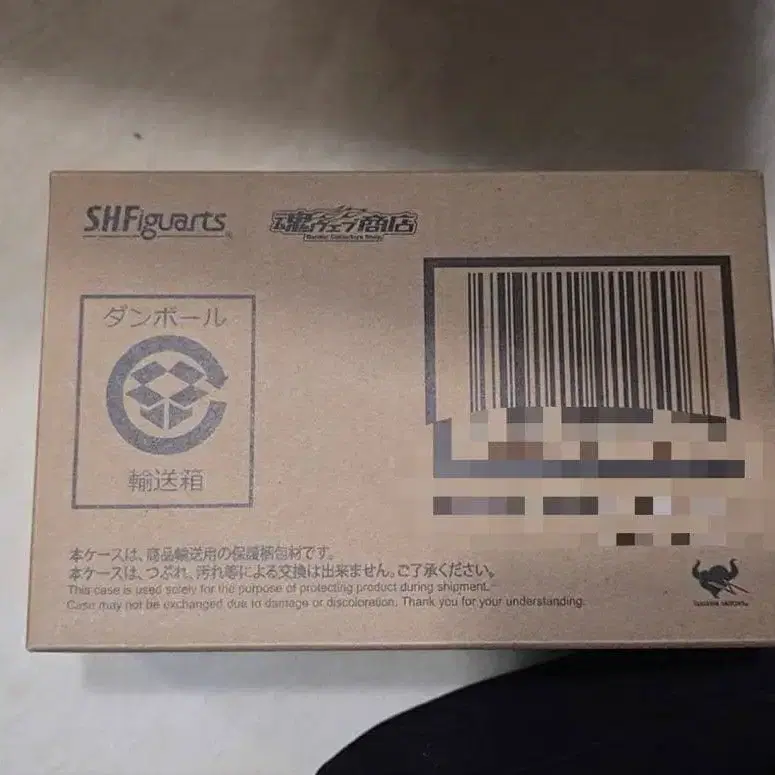 S.H.Figuarts
魂ウェブ商店
ダンボール
輸送箱
本ケースは、商品輸送用の保護梱包材です。
本ケースは、つぶれ、汚れ等による交換は出来ません。ご了承ください。
This case is used solely for the purpose of protecting product during shipment.
Case may not be exchanged due to damage or discoloration. Thank you for your understanding.